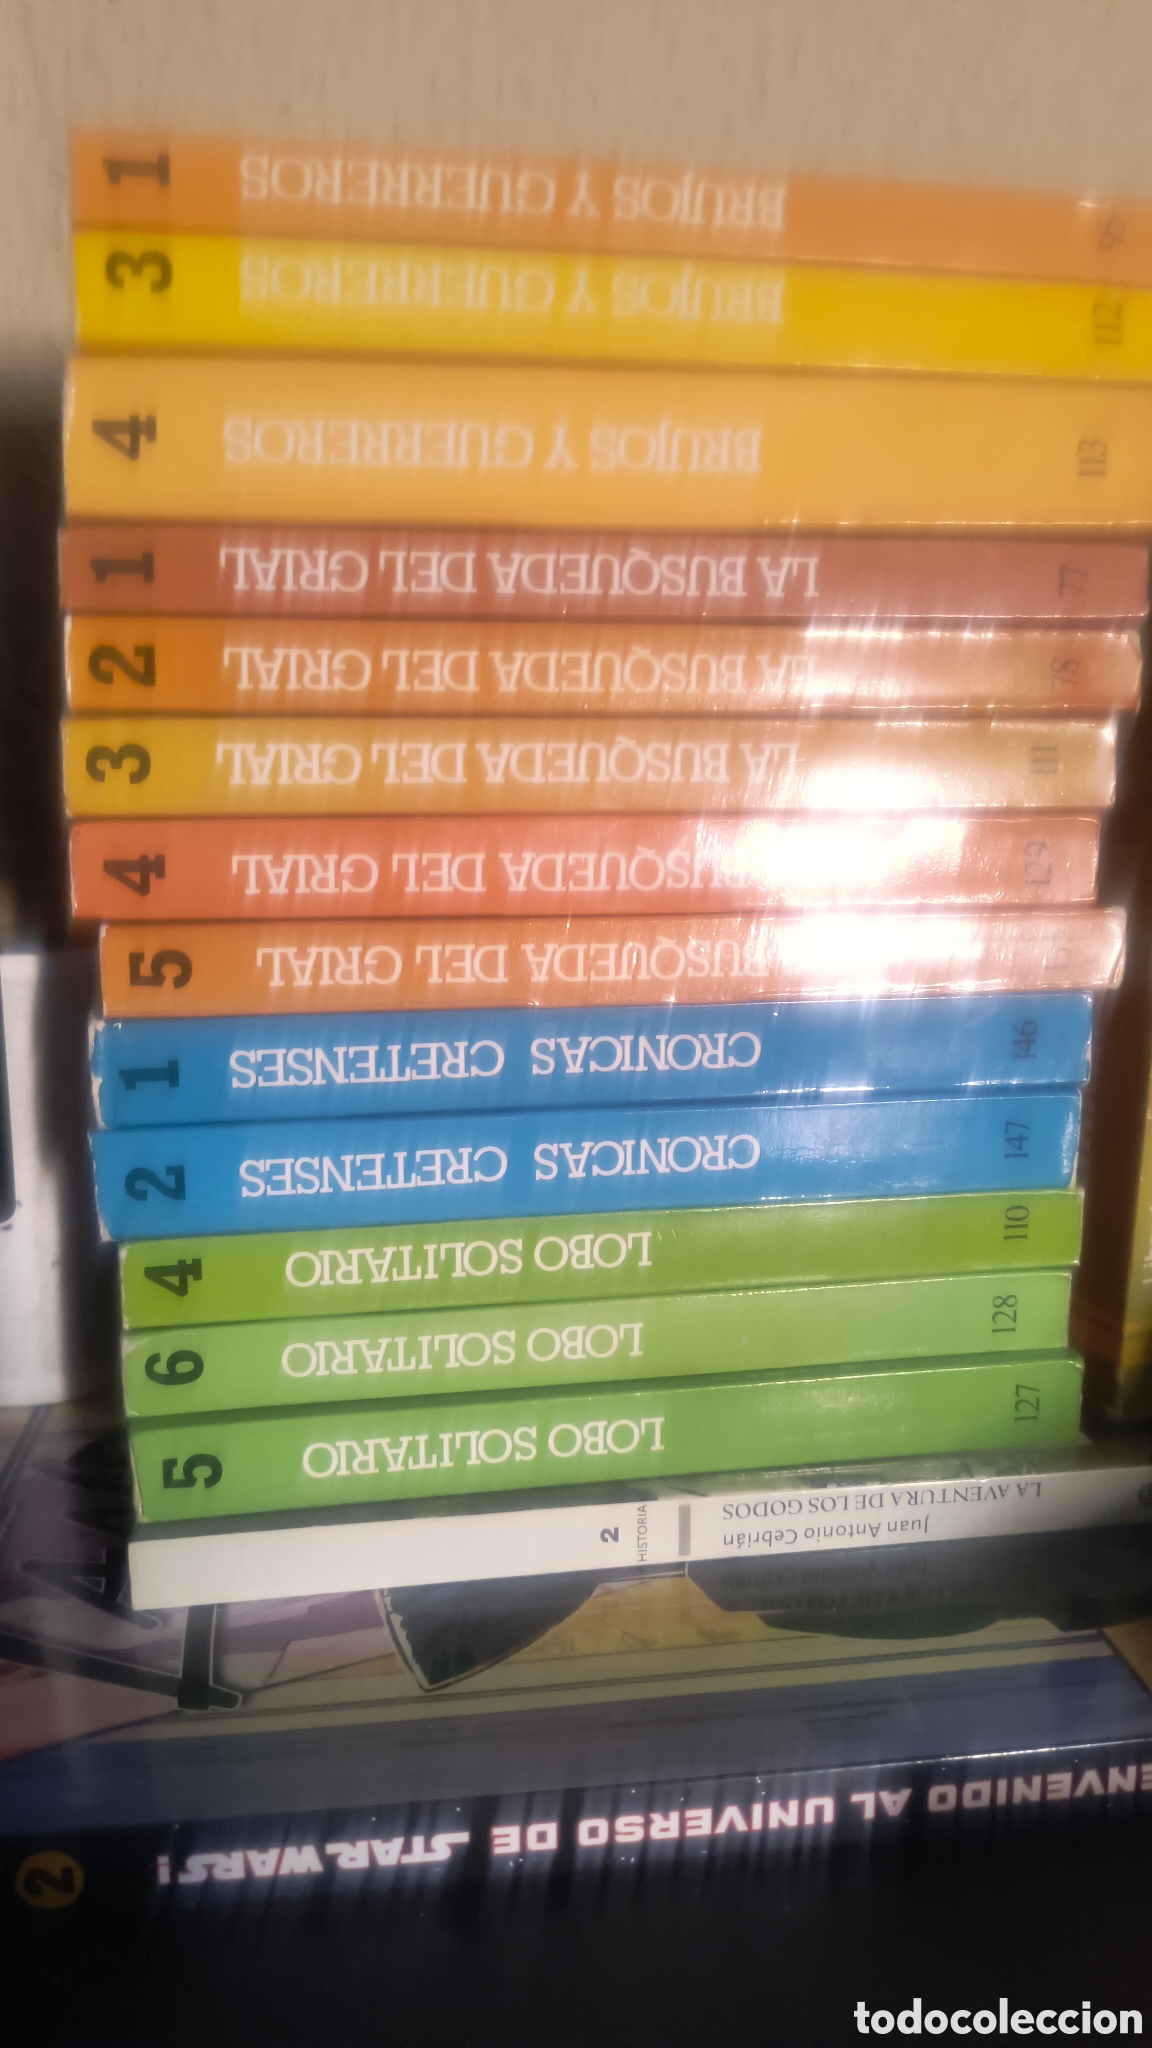 1 BRUJOS Y GUERREROS
3 BRUJOS Y GUERREROS 112
4 BRUJOS Y GUERREROS 113
1 LA BUSQUEDA DEL GRIAL 77
2 LA BUSQUEDA DEL GRIAL 78
3 LA BUSQUEDA DEL GRIAL 111
4 BUSQUEDA DEL GRIAL 129
5 BUSQUEDA DEL GRIAL
1 CRONICAS CRETENSES 146
2 CRONICAS CRETENSES 147
4 LOBO SOLITARIO 110
6 LOBO SOLITARIO 128
5 LOBO SOLITARIO 127
2
HISTORIA
Juan Antonio Cebrián
LA AVENTURA DE LOS GODOS
ENVENIDO AL UNIVERSO DE STAR WARS! 2
todocoleccion